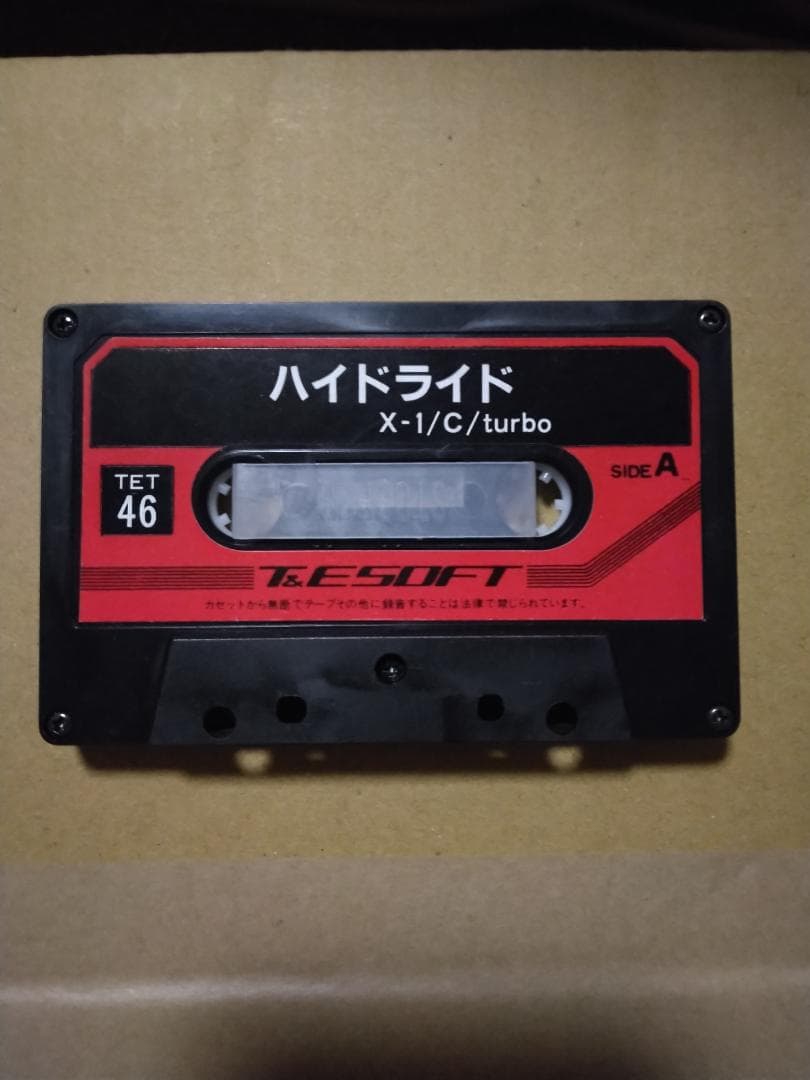 ハイドライド
X-1/C/turbo
TET
46
SIDE A
T&ESOFT
カセットから無断でテープその他に録音することは法律で禁じられています。